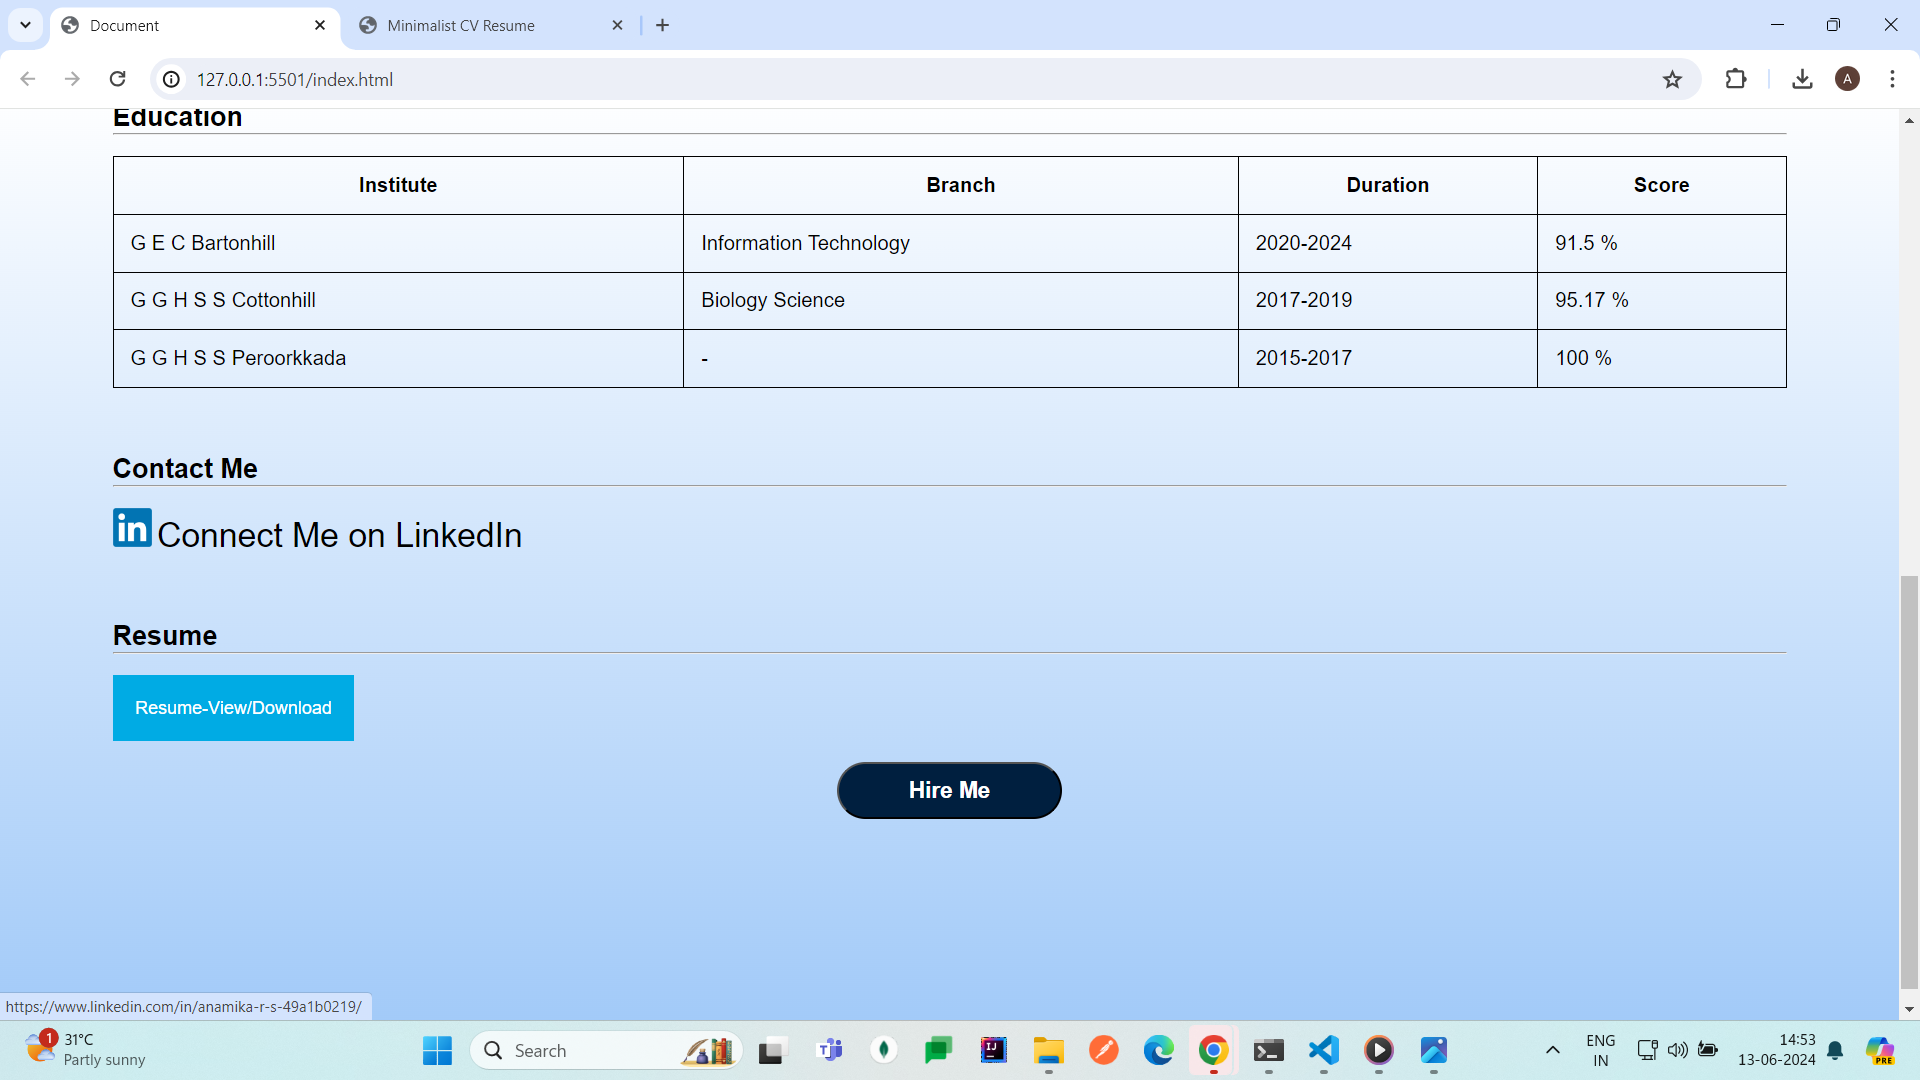 Document
Minimalist CV Resume
127.0.0.1:5501/index.html
A
Education
Institute Branch Duration Score
G E C Bartonhill Information Technology 2020-2024 91.5 %
G G H S S Cottonhill Biology Science 2017-2019 95.17 %
G G H S S Peroorkkada - 2015-2017 100 %
Contact Me
in Connect Me on LinkedIn
Resume
Resume-View/Download
Hire Me
https://www.linkedin.com/in/anamika-r-s-49a1b0219/
1
31°C
Partly sunny
Search
IJ
ENG
IN
14:53
13-06-2024
PRE